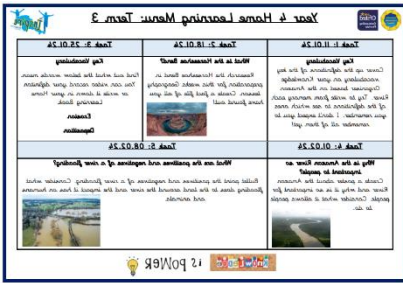 Year 4 Home Learning Menu: Term 3
Task 1: 11.01.24
Key Vocabulary
Cover up the definitions of the key
vocabulary on your Knowledge
Organiser based on the Amazon
River. Try to write from memory each
of the definitions to see which ones
you remember. I don't expect you to
remember all of them yet!
Task 2: 18.01.24
What is the Horseshoe Bend?
Research the Horseshoe Bend in
preparation for this weeks Geography
lesson. Create a fact file of all you
have found out!
Task 3: 25.01.24
Key Vocabulary
Find out what the below words mean.
You can either record your definition
or write it down in your Home
Learning Book.
Erosion
Deposition
Task 4: 01.02.24
Why is the Amazon River so
important to people?
Create a poster about the Amazon
River and why it is so important for
people. Consider what it allows people
to do.
Task 5: 08.02.24
What are the positives and negatives of a river flooding?
Bullet point the positives and negatives of a river flooding. Consider what
flooding does to the land around the river and the impact it has on humans
and animals.
Knowledge is Power